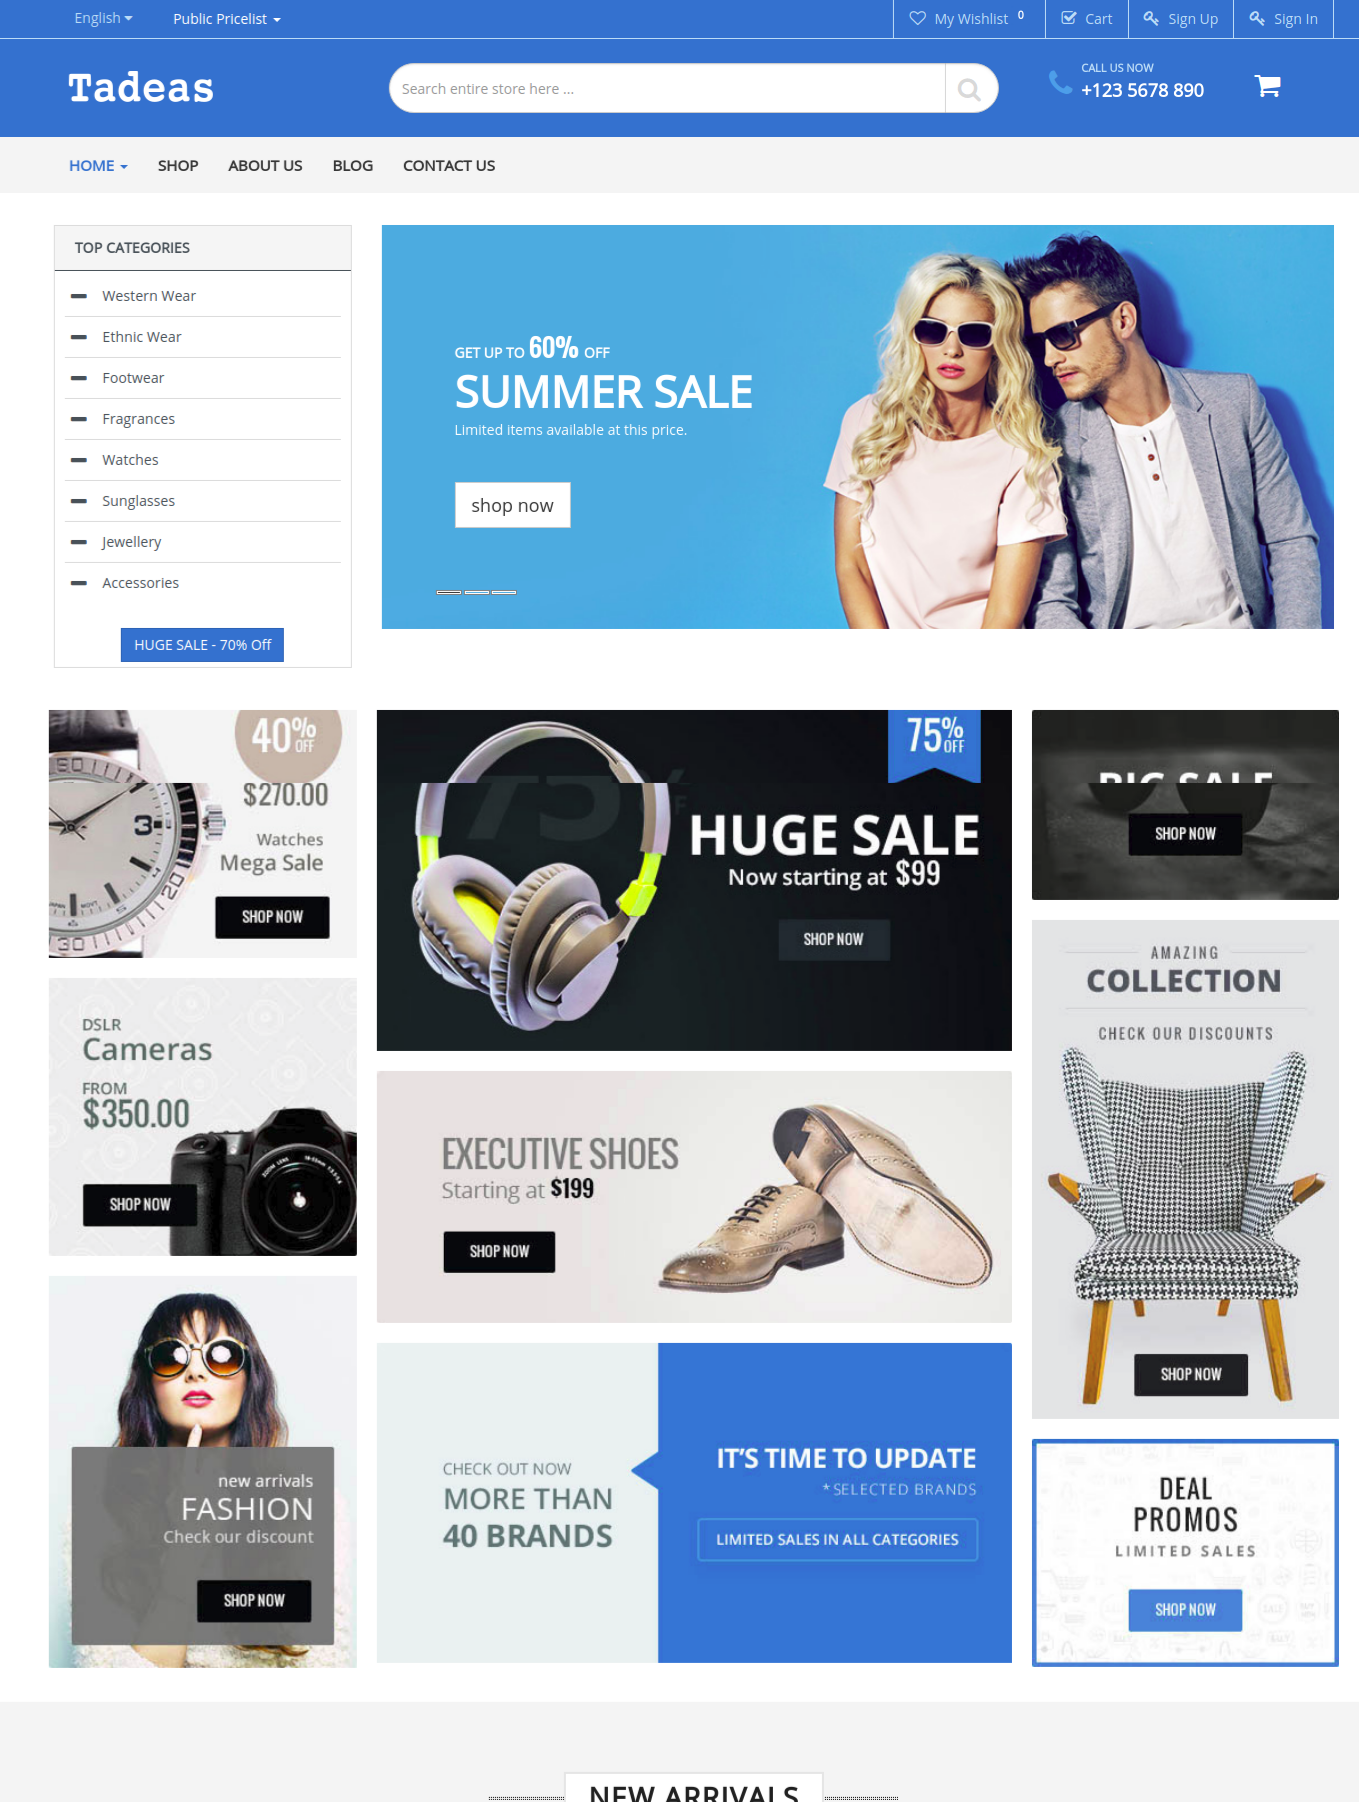 English
Public Pricelist
My Wishlist 0
Cart
Sign Up
Sign In
Tadeas
Search entire store here ...
CALL US NOW
+123 5678 890
HOME
SHOP
ABOUT US
BLOG
CONTACT US
TOP CATEGORIES
Western Wear
Ethnic Wear
Footwear
Fragrances
Watches
Sunglasses
Jewellery
Accessories
HUGE SALE - 70% Off
GET UP TO 60% OFF
SUMMER SALE
Limited items available at this price.
shop now
40%
OFF
$270.00
Watches
Mega Sale
SHOP NOW
DSLR
Cameras
FROM
$350.00
SHOP NOW
new arrivals
FASHION
Check our discount
SHOP NOW
75%
OFF
HUGE SALE
Now starting at $99
SHOP NOW
EXECUTIVE SHOES
Starting at $199
SHOP NOW
CHECK OUT NOW
MORE THAN
40 BRANDS
IT'S TIME TO UPDATE
*SELECTED BRANDS
LIMITED SALES IN ALL CATEGORIES
BIG SALE
SHOP NOW
AMAZING
COLLECTION
CHECK OUR DISCOUNTS
SHOP NOW
DEAL
PROMOS
LIMITED SALES
SHOP NOW
NEW ARRIVALS